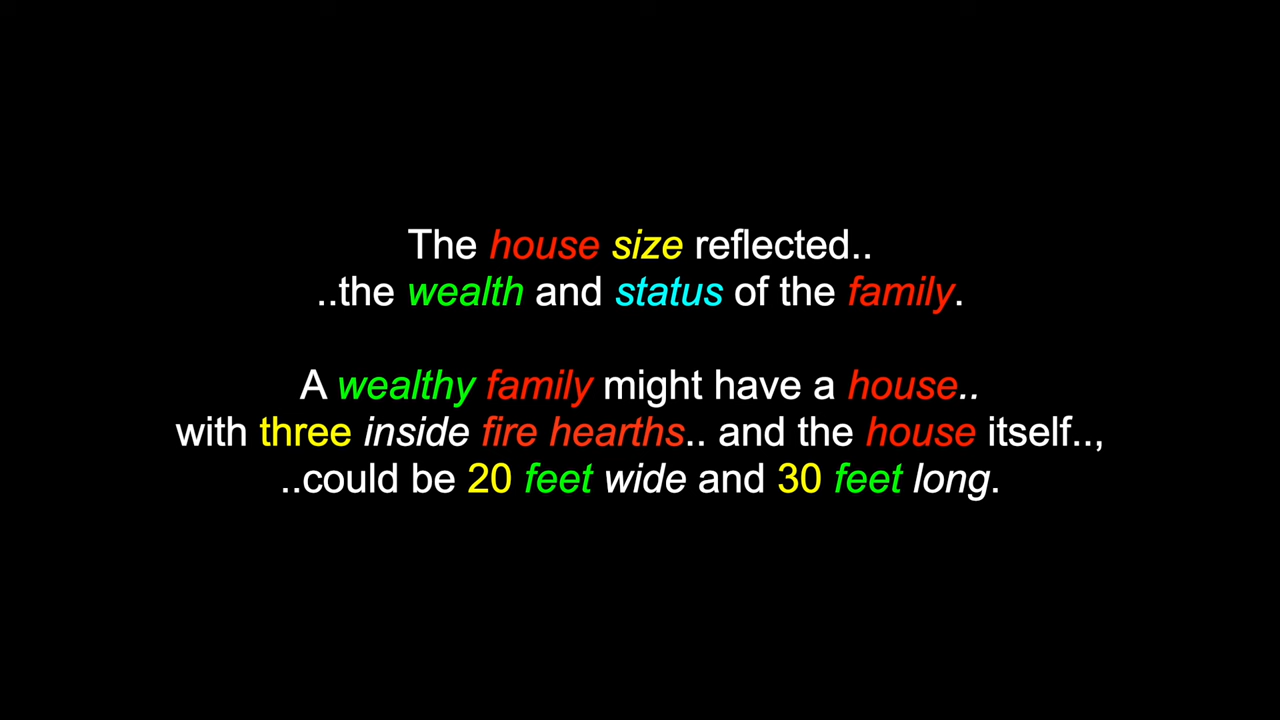 The house size reflected..
..the wealth and status of the family.
A wealthy family might have a house..
with three inside fire hearths.. and the house itself..,
..could be 20 feet wide and 30 feet long.